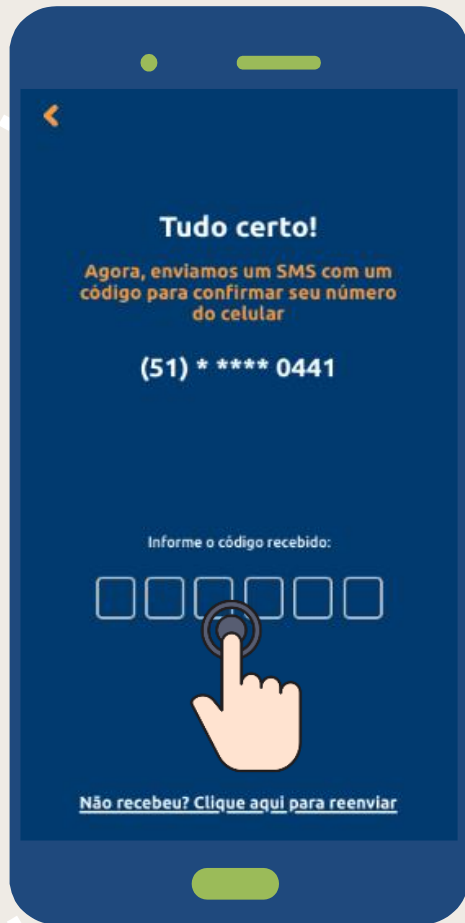 Tudo certo!
Agora, enviamos um SMS com um
código para confirmar seu número
do celular
(51) * **** 0441
Informe o código recebido:
Não recebeu? Clique aqui para reenviar